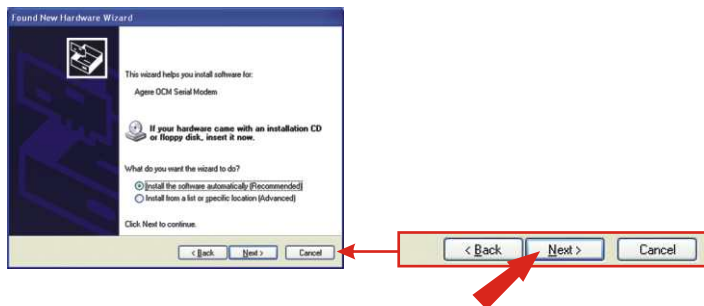 Found New Hardware Wizard
This wizard helps you install software for:
Agere OCM Serial Modem
If your hardware came with an installation CD
or floppy disk, insert it now.
What do you want the wizard to do?
Install the software automatically (Recommended)
Install from a list or specific location (Advanced)
Click Next to continue.
< Back Next > Cancel
< Back Next > Cancel